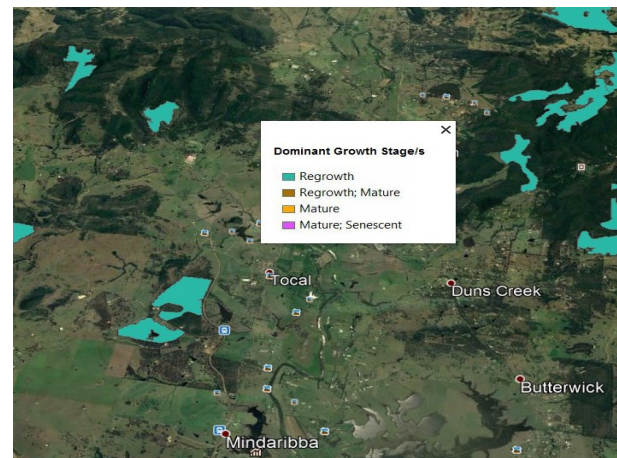 Dominant Growth Stage/s
Regrowth
Regrowth; Mature
Mature
Mature; Senescent
Tocal
Duns Creek
Butterwick
Mindaribba